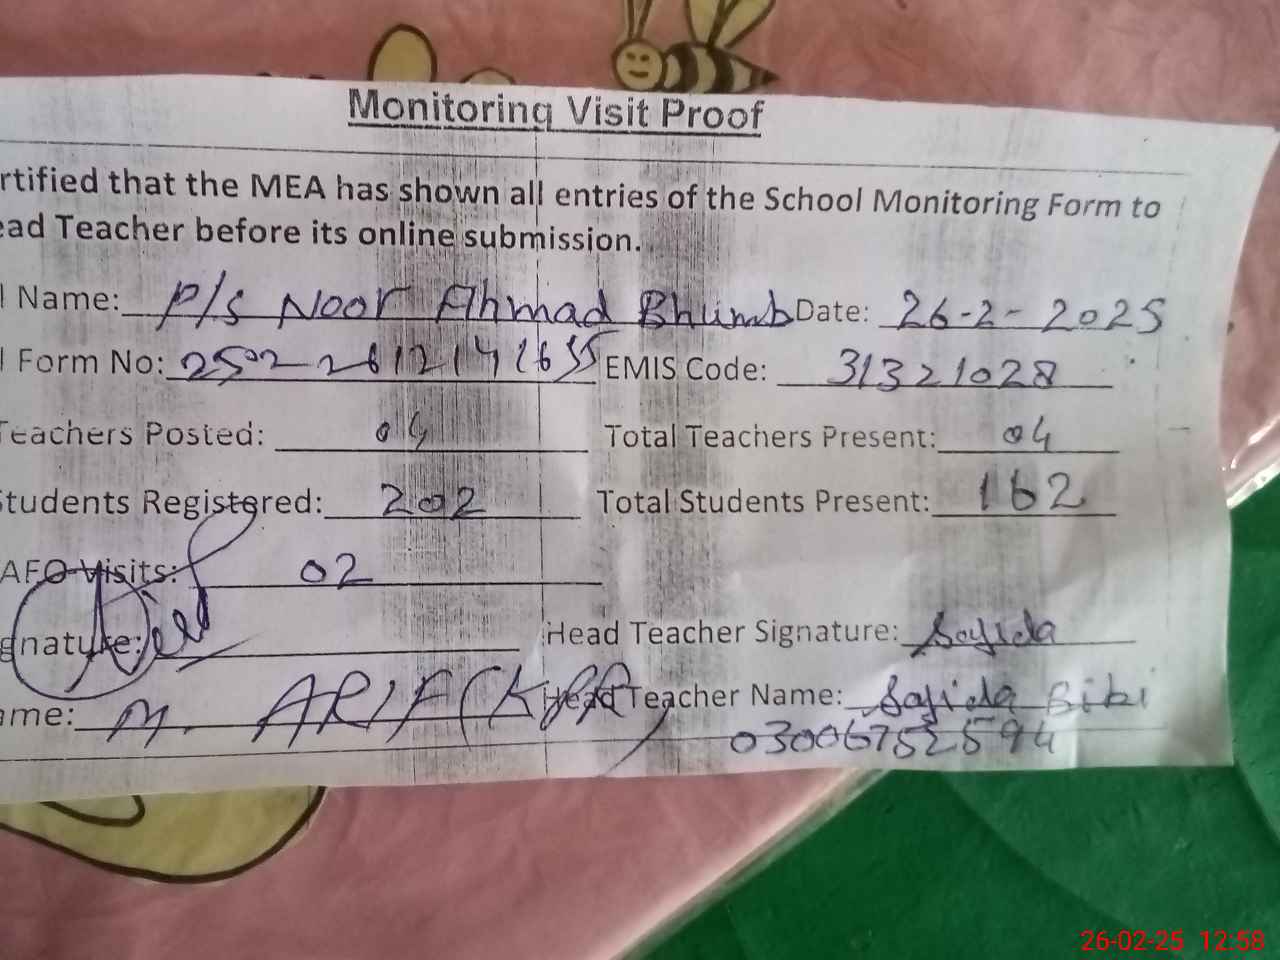 Monitoring Visit Proof
rtified that the MEA has shown all entries of the School Monitoring Form to
ead Teacher before its online submission.
l Name: P/S Noor Ahmad Bhumb Date: 26-2-2025
l Form No: EMIS Code: 31321028
Teachers Posted: 04 Total Teachers Present: 04
Students Registered: 202 Total Students Present: 162
AFO Visits: 02
gnature: Head Teacher Signature: Sajida
ame: M. ARIF Head Teacher Name: Sajida Bibi
03006752594
26-02-25 12:58